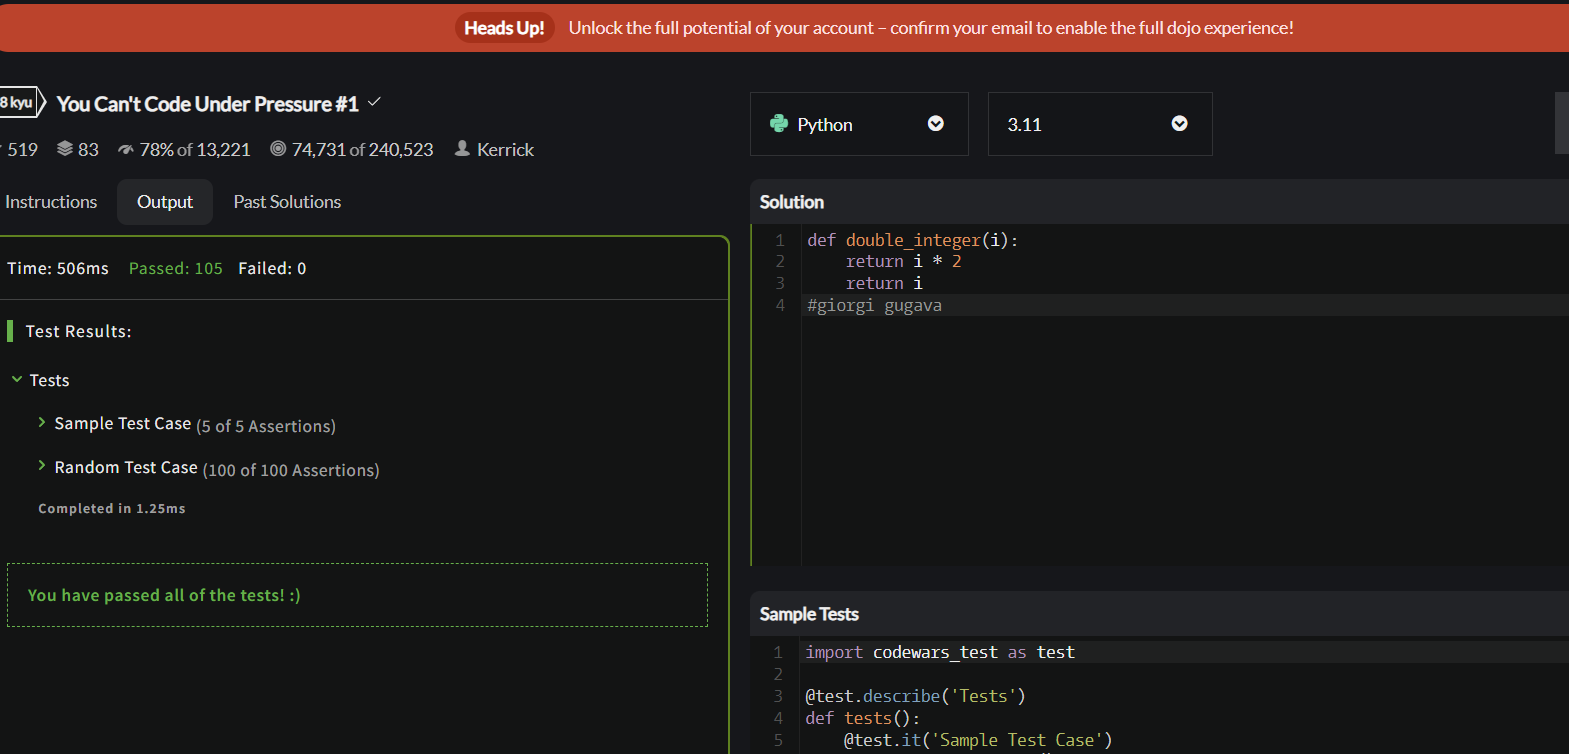 Heads Up! Unlock the full potential of your account – confirm your email to enable the full dojo experience!
8 kyu You Can't Code Under Pressure #1
519 83 78% of 13,221 74,731 of 240,523 Kerrick
Instructions Output Past Solutions
Time: 506ms Passed: 105 Failed: 0
Test Results:
Tests
Sample Test Case (5 of 5 Assertions)
Random Test Case (100 of 100 Assertions)
Completed in 1.25ms
You have passed all of the tests! :)
Python 3.11
Solution
1 def double_integer(i):
2     return i * 2
3     return i
4 #giorgi gugava
Sample Tests
1 import codewars_test as test
2
3 @test.describe('Tests')
4 def tests():
5     @test.it('Sample Test Case')